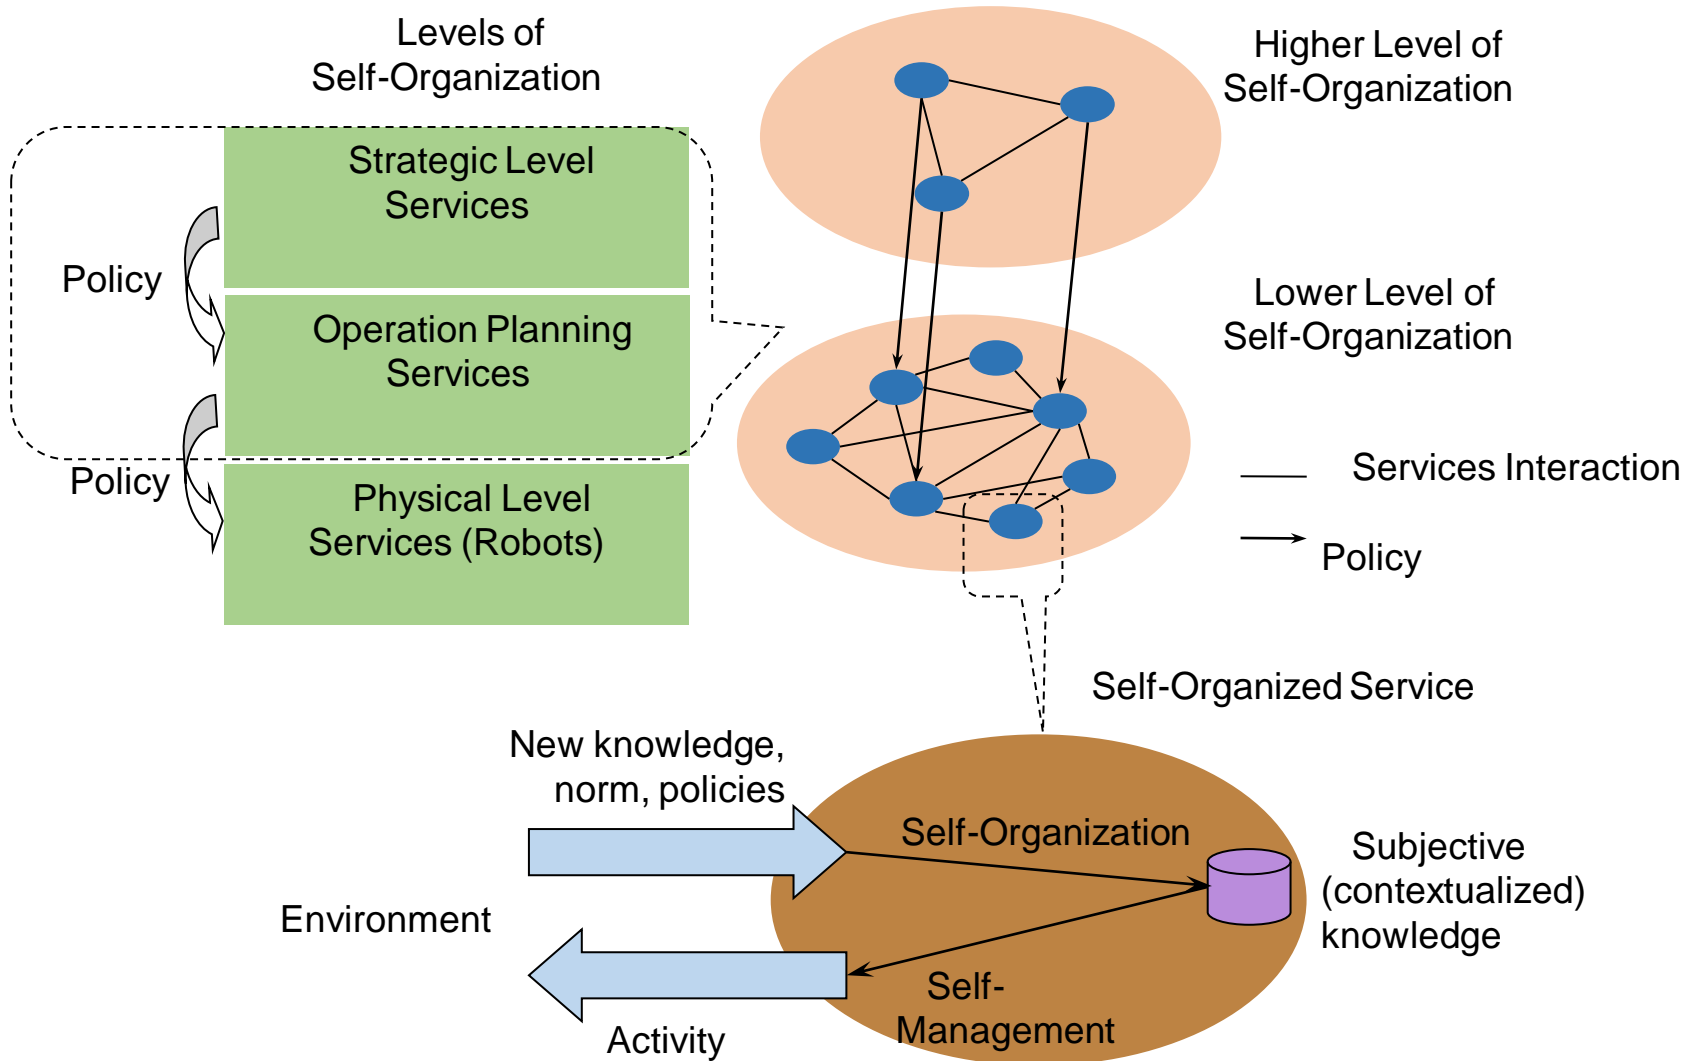 Levels of
Self-Organization
Higher Level of
Self-Organization
Strategic Level
Services
Policy
Operation Planning
Services
Lower Level of
Self-Organization
Policy
Physical Level
Services (Robots)
Services Interaction
Policy
Self-Organized Service
New knowledge,
norm, policies
Self-Organization
Subjective
(contextualized)
knowledge
Environment
Self-
Management
Activity